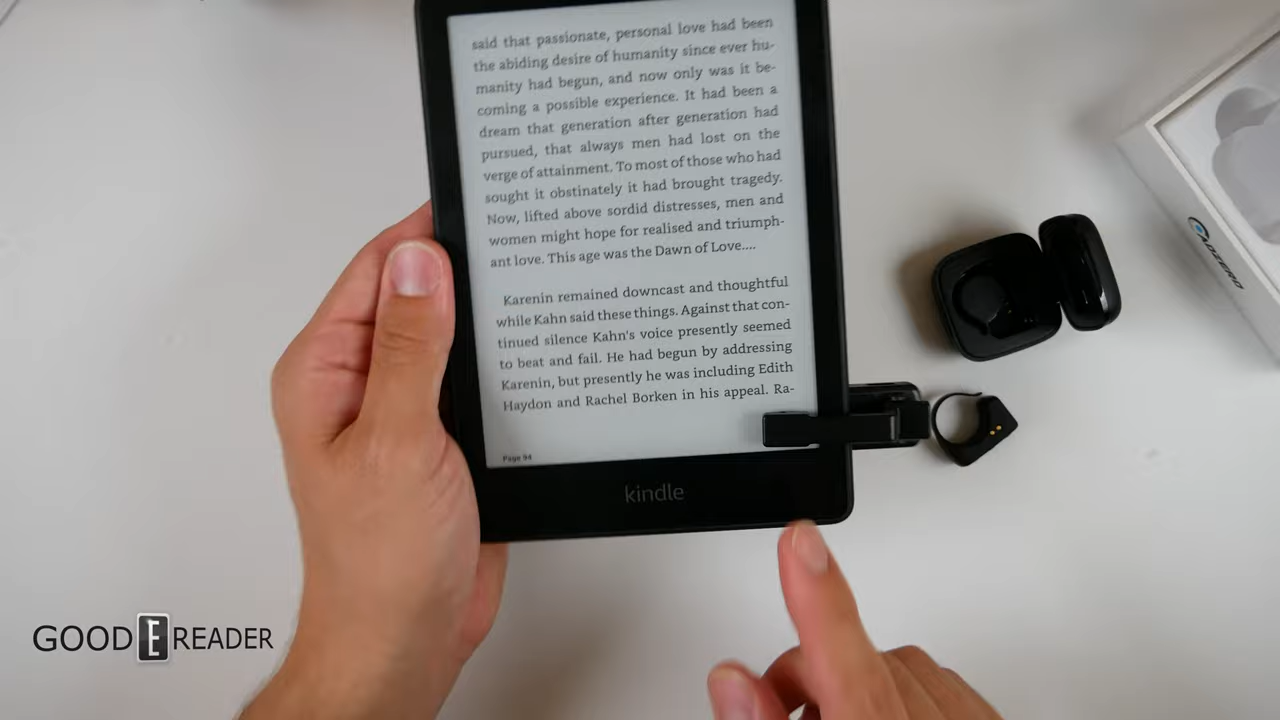 said that passionate, personal love had been
the abiding desire of humanity since ever hu-
manity had begun, and now only was it be-
coming a possible experience. It had been a
dream that generation after generation had
pursued, that always men had lost on the
verge of attainment. To most of those who had
sought it obstinately it had brought tragedy.
Now, lifted above sordid distresses, men and
women might hope for realised and triumph-
ant love. This age was the Dawn of Love....
Karenin remained downcast and thoughtful
while Kahn said these things. Against that con-
tinued silence Kahn's voice presently seemed
to beat and fail. He had begun by addressing
Karenin, but presently he was including Edith
Haydon and Rachel Borken in his appeal. Ra-
Page 94
kindle
GOOD E READER
ADZERO